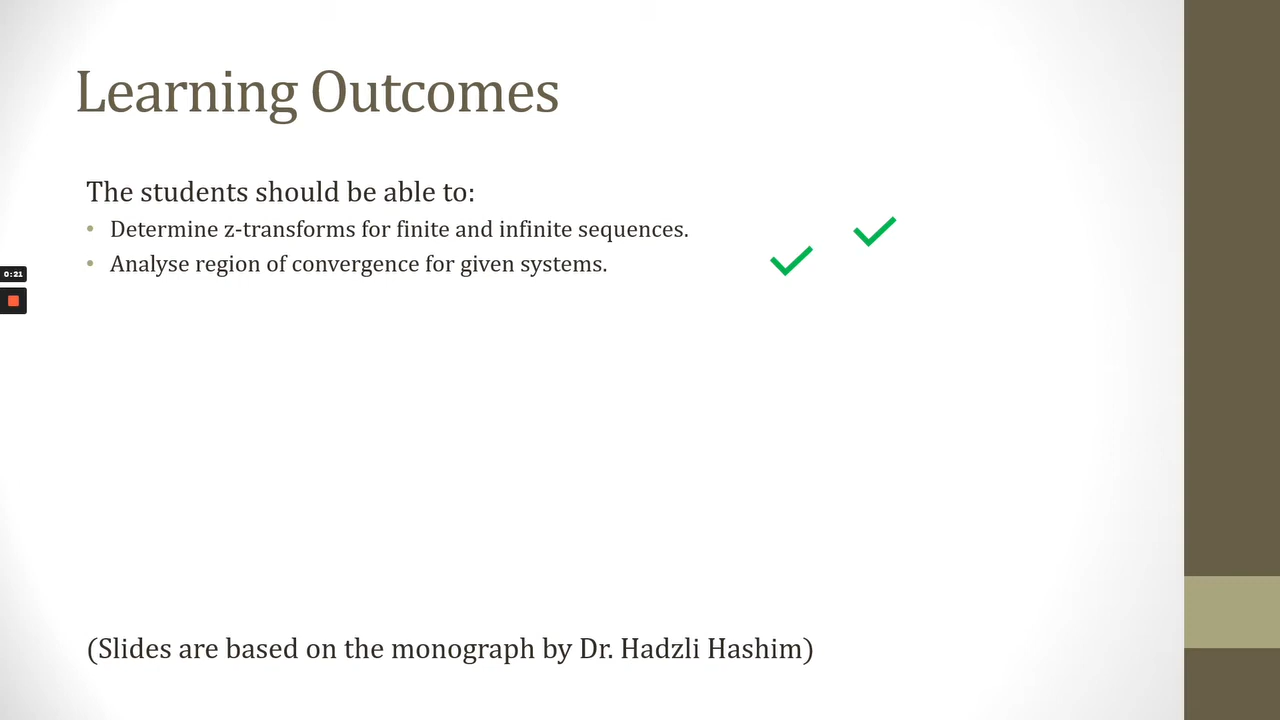 Learning Outcomes
The students should be able to:
• Determine z-transforms for finite and infinite sequences.
• Analyse region of convergence for given systems.
0:21
(Slides are based on the monograph by Dr. Hadzli Hashim)